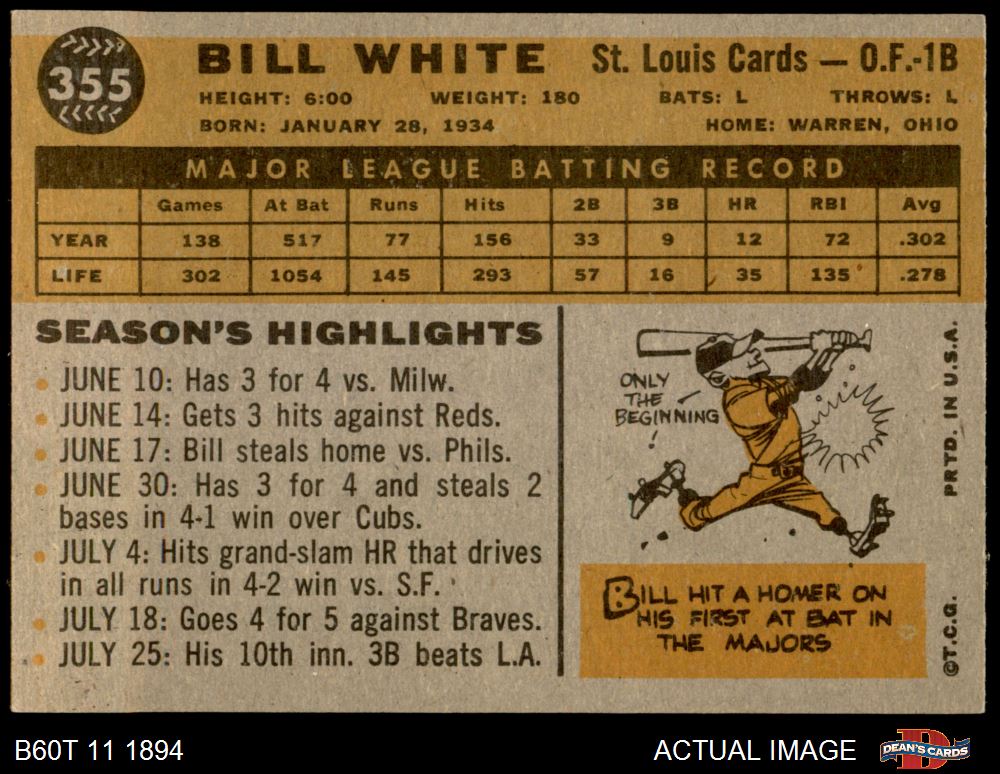 355
BILL WHITE St. Louis Cards — O.F.-1B
HEIGHT: 6:00 WEIGHT: 180 BATS: L THROWS: L
BORN: JANUARY 28, 1934 HOME: WARREN, OHIO
MAJOR LEAGUE BATTING RECORD
Games At Bat Runs Hits 2B 3B HR RBI Avg
YEAR 138 517 77 156 33 9 12 72 .302
LIFE 302 1054 145 293 57 16 35 135 .278
SEASON'S HIGHLIGHTS
JUNE 10: Has 3 for 4 vs. Milw.
JUNE 14: Gets 3 hits against Reds.
JUNE 17: Bill steals home vs. Phils.
JUNE 30: Has 3 for 4 and steals 2
bases in 4-1 win over Cubs.
JULY 4: Hits grand-slam HR that drives
in all runs in 4-2 win vs. S.F.
JULY 18: Goes 4 for 5 against Braves.
JULY 25: His 10th inn. 3B beats L.A.
ONLY
THE
BEGINNING
!
BILL HIT A HOMER ON
HIS FIRST AT BAT IN
THE MAJORS
©T.C.G. PRTD. IN U.S.A.
B60T 11 1894 ACTUAL IMAGE DEAN'S CARDS